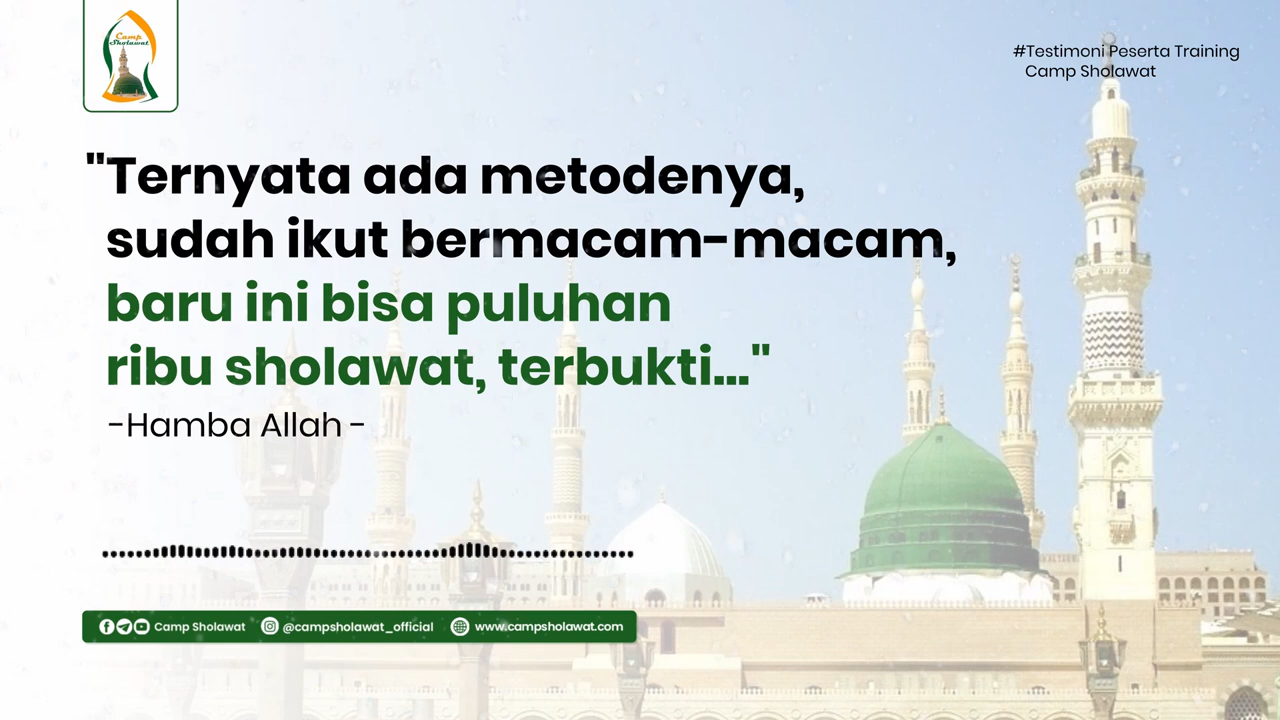 Camp
Sholawat
#Testimoni Peserta Training
Camp Sholawat
"Ternyata ada metodenya,
sudah ikut bermacam-macam,
baru ini bisa puluhan
ribu sholawat, terbukti..."
-Hamba Allah -
Camp Sholawat @campsholawat_official www.campsholawat.com